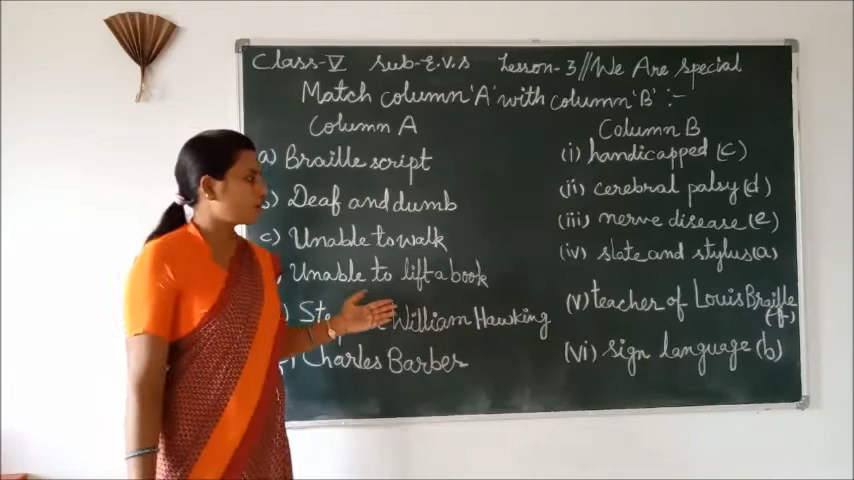 Class-V Sub-E.V.S Lesson-3//We Are Special
Match column 'A' with column 'B' :-
Column A Column B
a) Braille script (i) handicapped (c)
b) Deaf and dumb (ii) cerebral palsy (d)
c) Unable to walk (iii) nerve disease (e)
Unable to lift a book (iv) slate and stylus (a)
William Hawking (v) teacher of Louis Braille (f)
Charles Barber (vi) sign language (b)